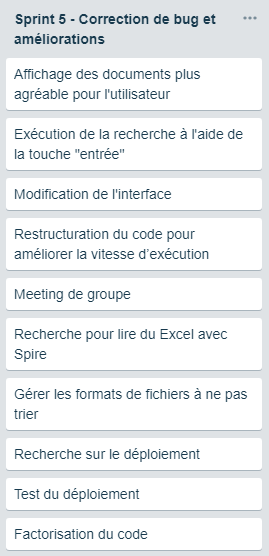 Sprint 5 - Correction de bug et
améliorations
Affichage des documents plus
agréable pour l'utilisateur
Exécution de la recherche à l'aide de
la touche "entrée"
Modification de l'interface
Restructuration du code pour
améliorer la vitesse d’exécution
Meeting de groupe
Recherche pour lire du Excel avec
Spire
Gérer les formats de fichiers à ne pas
trier
Recherche sur le déploiement
Test du déploiement
Factorisation du code